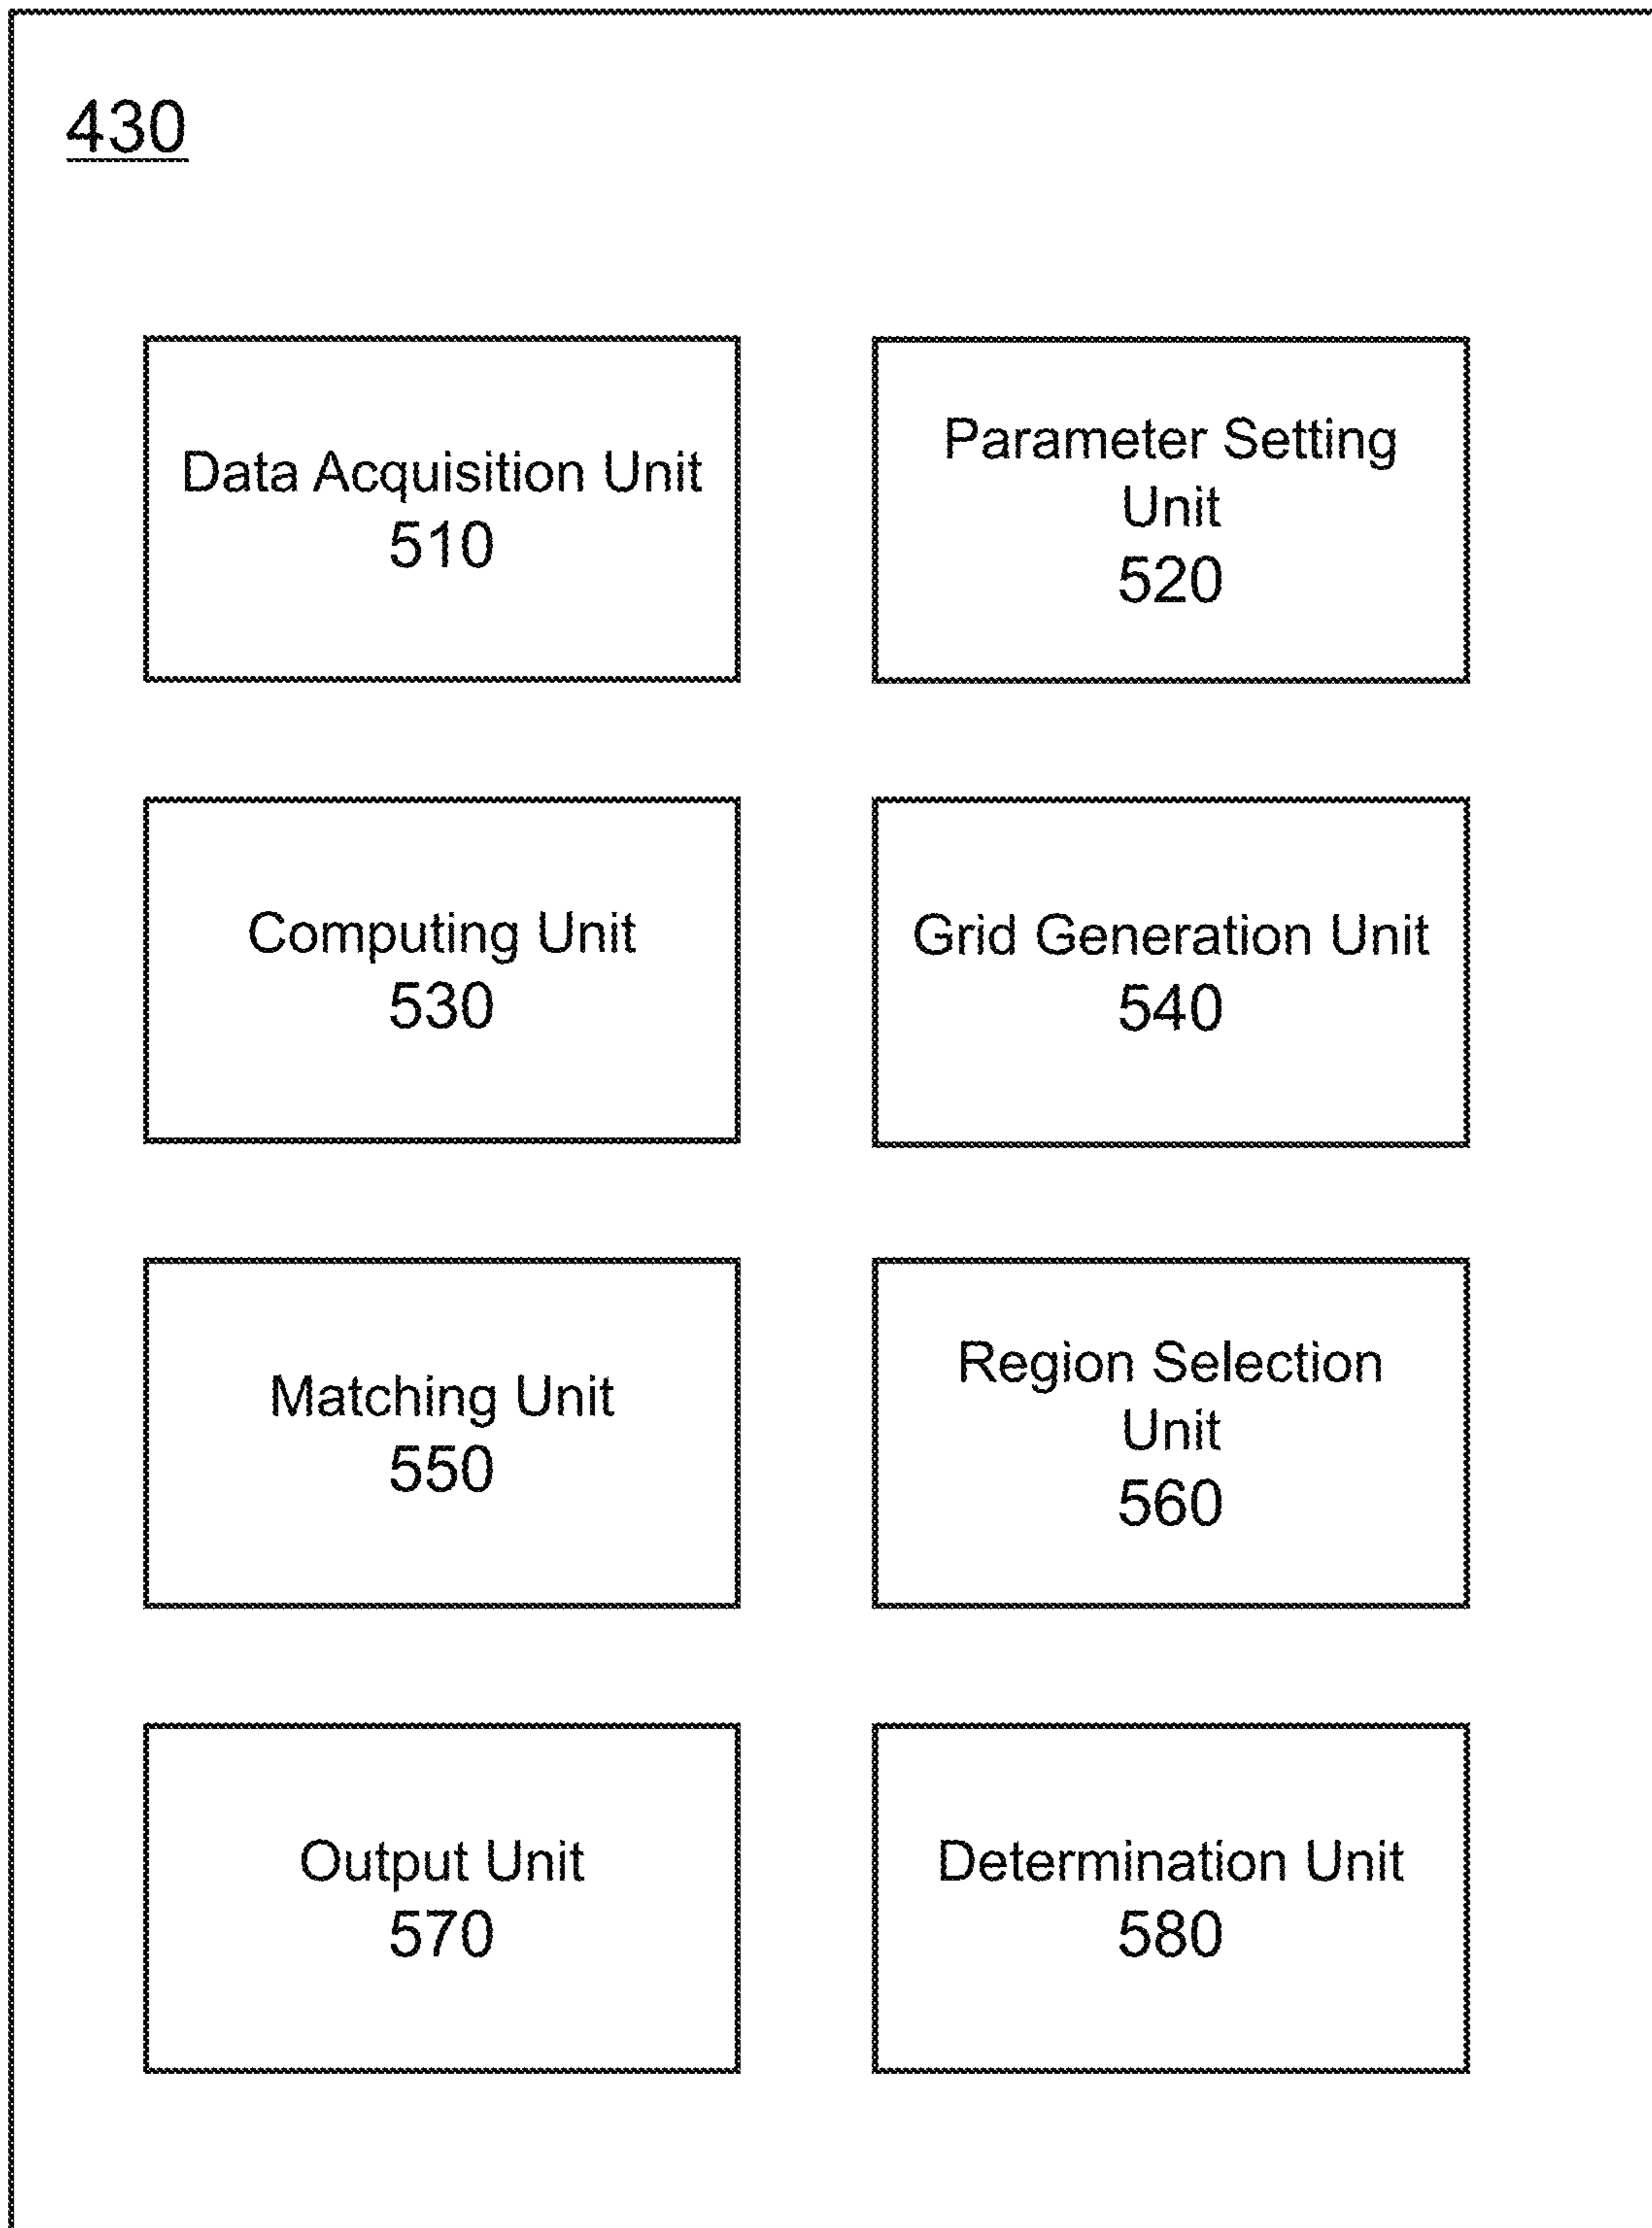 430
Data Acquisition Unit
510
Parameter Setting
Unit
520
Computing Unit
530
Grid Generation Unit
540
Matching Unit
550
Region Selection
Unit
560
Output Unit
570
Determination Unit
580